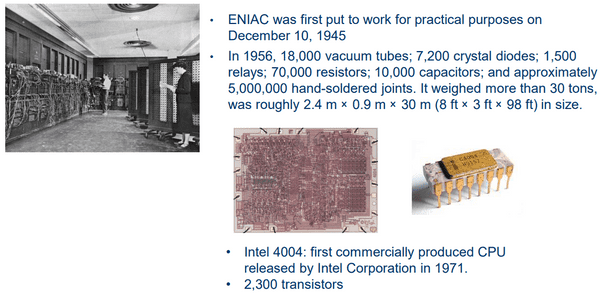 ENIAC was first put to work for practical purposes on
December 10, 1945
In 1956, 18,000 vacuum tubes; 7,200 crystal diodes; 1,500
relays; 70,000 resistors; 10,000 capacitors; and approximately
5,000,000 hand-soldered joints. It weighed more than 30 tons,
was roughly 2.4 m × 0.9 m × 30 m (8 ft × 3 ft × 98 ft) in size.
Intel 4004: first commercially produced CPU
released by Intel Corporation in 1971.
2,300 transistors